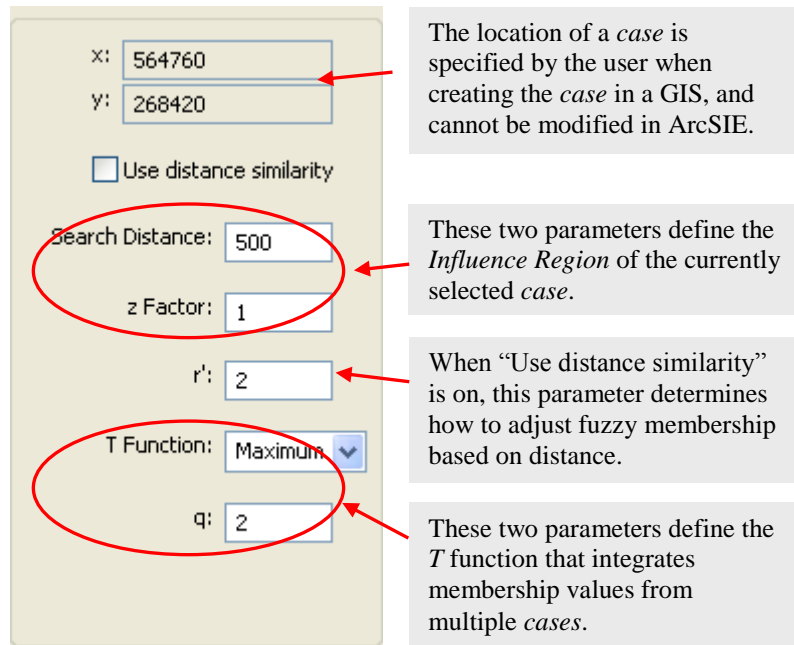 x: 564760
y: 268420
Use distance similarity
Search Distance: 500
z Factor: 1
r': 2
T Function: Maximum
q: 2
The location of a case is
specified by the user when
creating the case in a GIS, and
cannot be modified in ArcSIE.
These two parameters define the
Influence Region of the currently
selected case.
When “Use distance similarity”
is on, this parameter determines
how to adjust fuzzy membership
based on distance.
These two parameters define the
T function that integrates
membership values from
multiple cases.